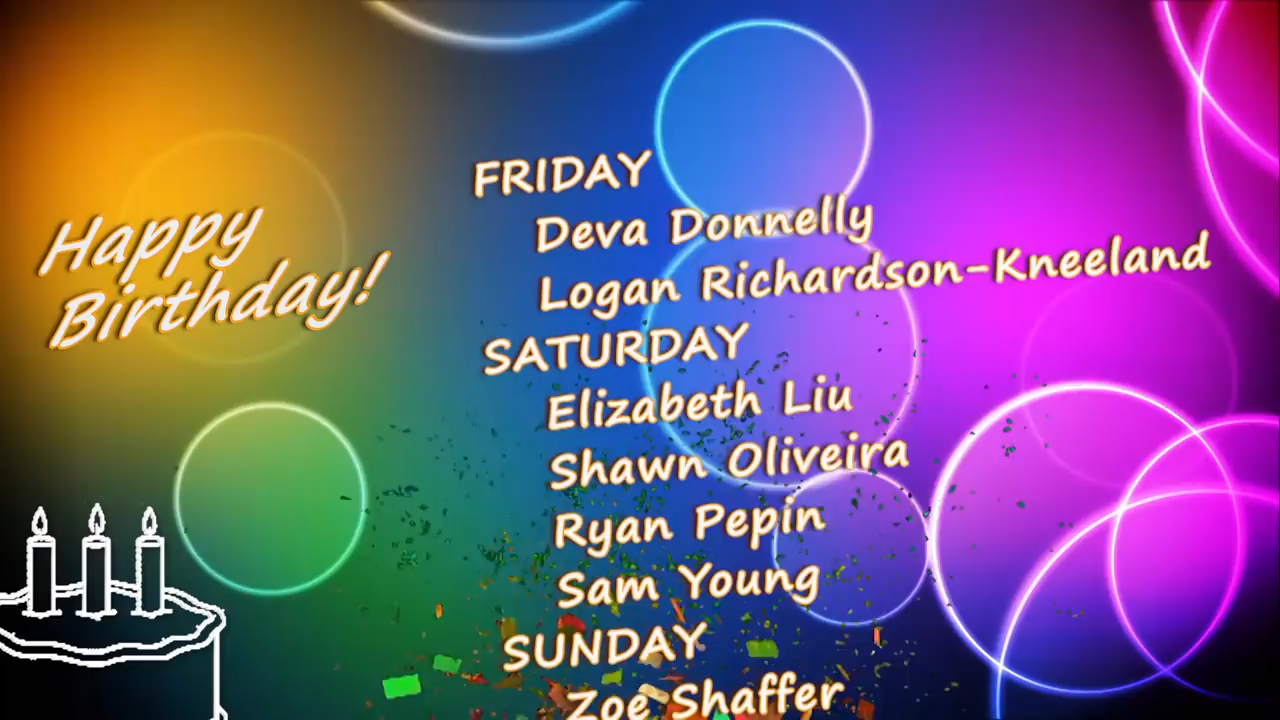 Happy
Birthday!
FRIDAY
Deva Donnelly
Logan Richardson-Kneeland
SATURDAY
Elizabeth Liu
Shawn Oliveira
Ryan Pepin
Sam Young
SUNDAY
Zoe Shaffer